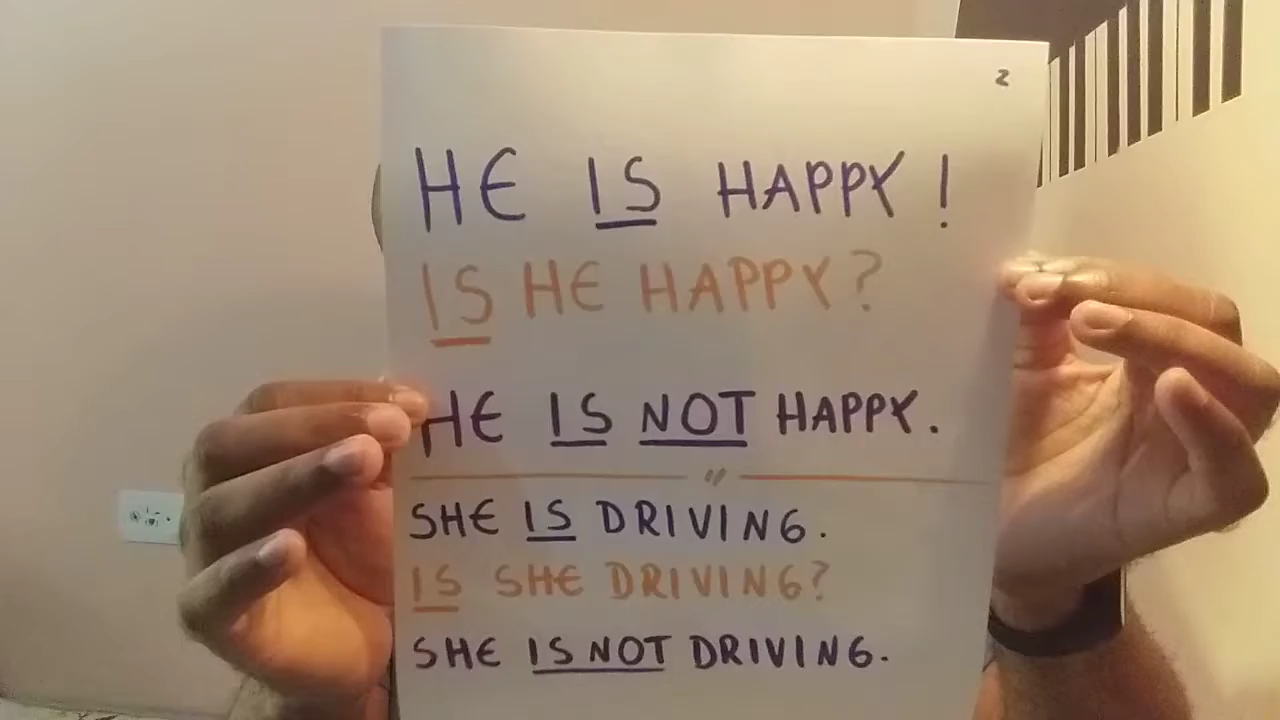 2
HE IS HAPPY!
IS HE HAPPY?
HE IS NOT HAPPY.
"
SHE IS DRIVING.
IS SHE DRIVING?
SHE IS NOT DRIVING.